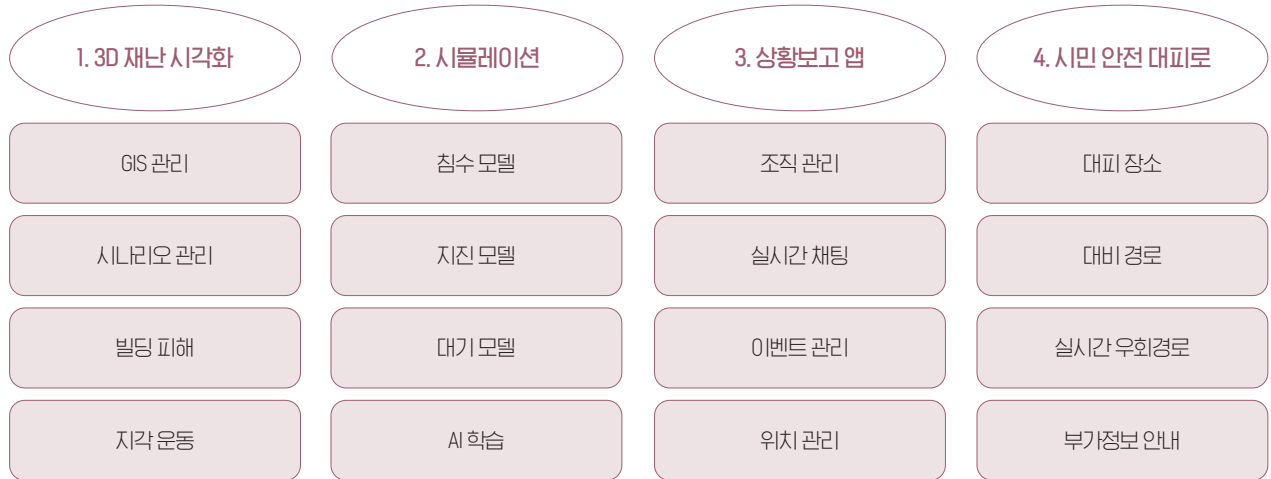 1. 3D 재난 시각화
2. 시뮬레이션
3. 상황보고 앱
4. 시민 안전 대피로
GIS 관리
침수 모델
조직 관리
대피 장소
시나리오 관리
지진 모델
실시간 채팅
대비 경로
빌딩 피해
대기 모델
이벤트 관리
실시간 우회경로
지각 운동
AI 학습
위치 관리
부가정보 안내